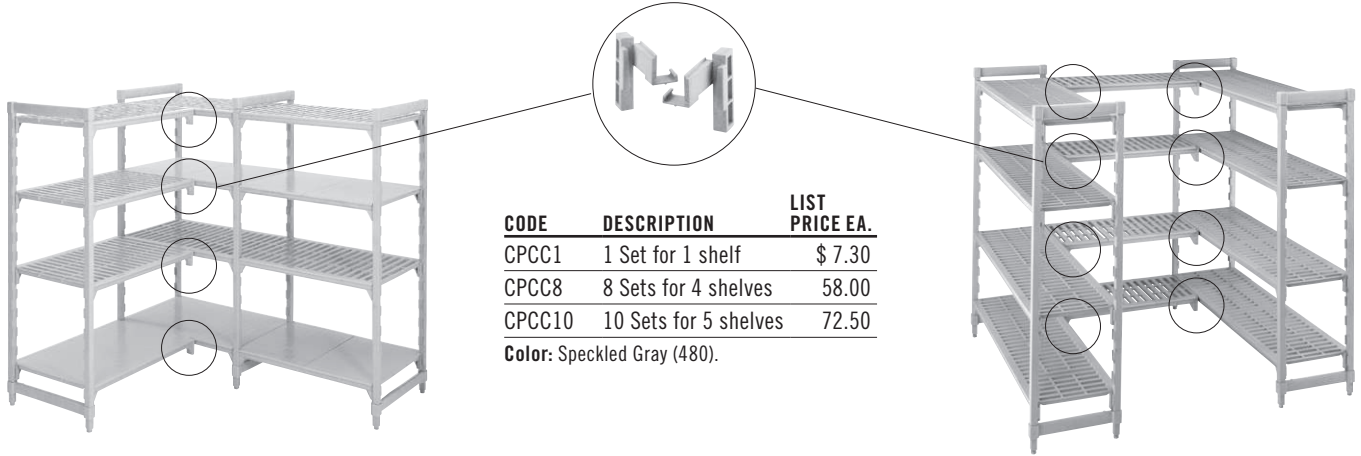 LIST
CODE DESCRIPTION PRICE EA.
CPCC1 1 Set for 1 shelf $ 7.30
CPCC8 8 Sets for 4 shelves 58.00
CPCC10 10 Sets for 5 shelves 72.50
Color: Speckled Gray (480).